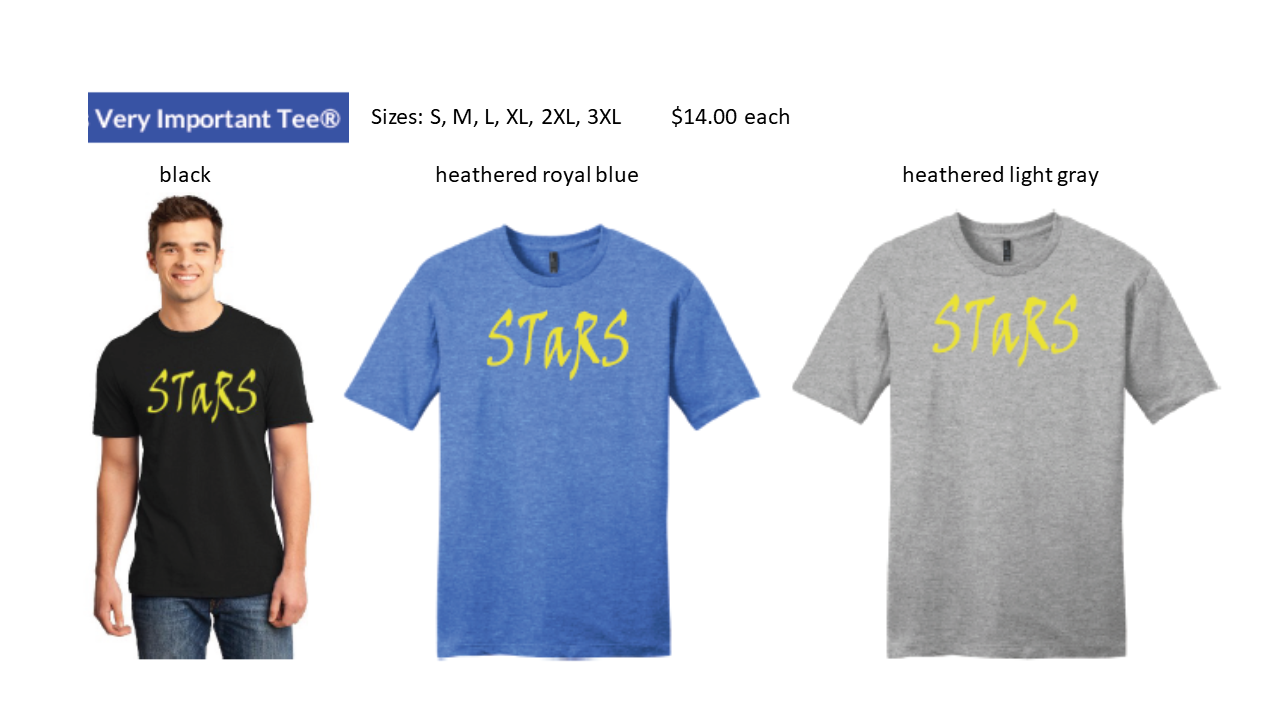 Very Important Tee®
Sizes: S, M, L, XL, 2XL, 3XL $14.00 each
black
heathered royal blue
heathered light gray
STaRS
STaRS
STaRS